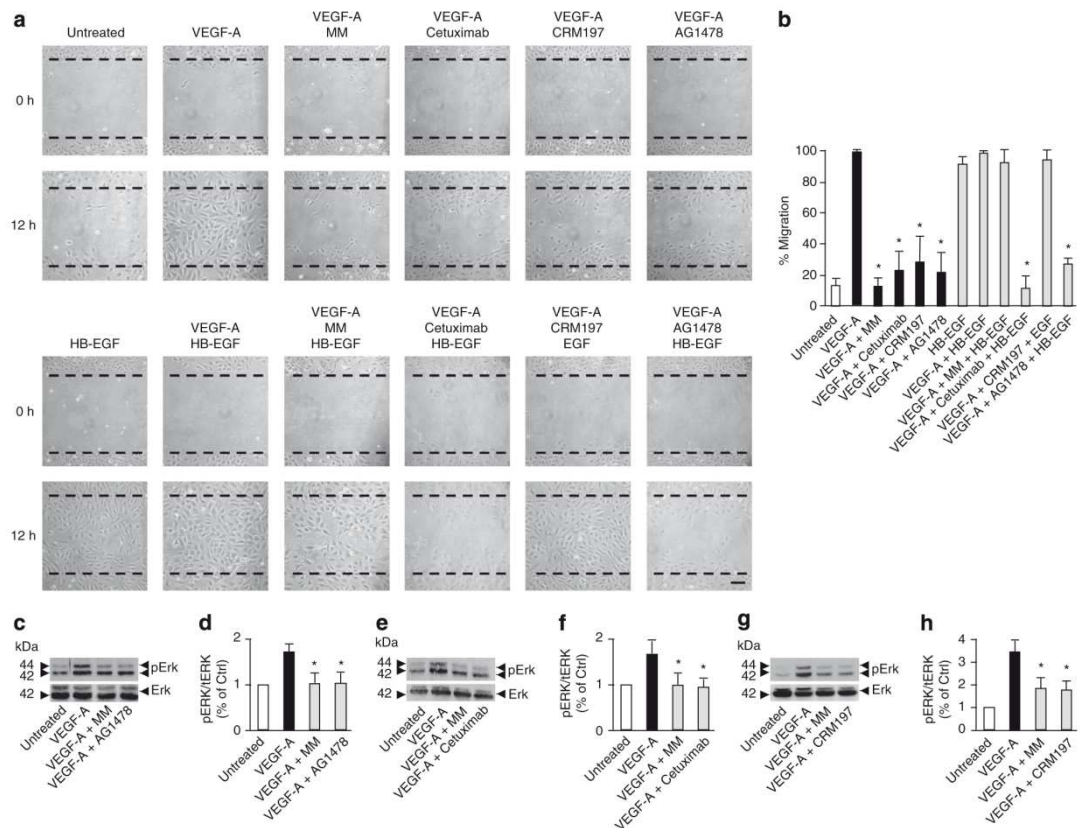 a
Untreated
VEGF-A
VEGF-A
MM
VEGF-A
Cetuximab
VEGF-A
CRM197
VEGF-A
AG1478
0 h
12 h
HB-EGF
VEGF-A
HB-EGF
VEGF-A
MM
HB-EGF
VEGF-A
Cetuximab
HB-EGF
VEGF-A
CRM197
EGF
VEGF-A
AG1478
HB-EGF
0 h
12 h
b
% Migration
100
80
60
40
20
0
* * * * * *
Untreated
VEGF-A
VEGF-A + MM
VEGF-A + Cetuximab
VEGF-A + CRM197
VEGF-A + AG1478
HB-EGF
VEGF-A + HB-EGF
VEGF-A + MM + HB-EGF
VEGF-A + Cetuximab + HB-EGF
VEGF-A + CRM197 + EGF
VEGF-A + AG1478 + HB-EGF
c
kDa
44
42
pErk
42
Erk
Untreated
VEGF-A
VEGF-A + MM
VEGF-A + AG1478
d
pERK/tERK
(% of Ctrl)
2
1
0
* *
Untreated
VEGF-A
VEGF-A + MM
VEGF-A + AG1478
e
kDa
44
42
pErk
42
Erk
Untreated
VEGF-A
VEGF-A + MM
VEGF-A + Cetuximab
f
pERK/tERK
(% of Ctrl)
2
1
0
* *
Untreated
VEGF-A
VEGF-A + MM
VEGF-A + Cetuximab
g
kDa
44
42
pErk
42
Erk
Untreated
VEGF-A
VEGF-A + MM
VEGF-A + CRM197
h
pERK/tERK
(% of Ctrl)
4
3
2
1
0
* *
Untreated
VEGF-A
VEGF-A + MM
VEGF-A + CRM197